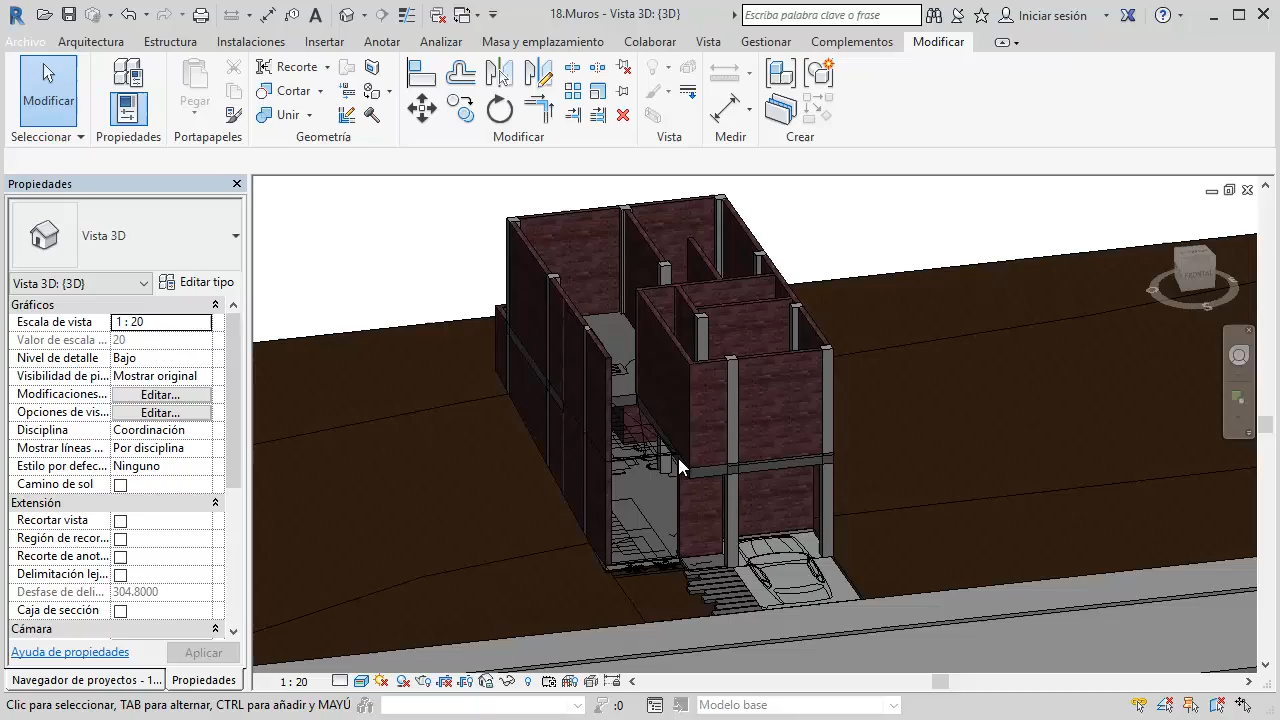 18.Muros - Vista 3D: {3D}
Escriba palabra clave o frase
Iniciar sesión
Archivo
Arquitectura
Estructura
Instalaciones
Insertar
Anotar
Analizar
Masa y emplazamiento
Colaborar
Vista
Gestionar
Complementos
Modificar
Modificar
Pegar
Recorte
Cortar
Unir
Seleccionar
Propiedades
Portapapeles
Geometría
Modificar
Vista
Medir
Crear
Propiedades
Vista 3D
Vista 3D: {3D}
Editar tipo
Gráficos
Escala de vista 1 : 20
Valor de escala ... 20
Nivel de detalle Bajo
Visibilidad de pi... Mostrar original
Modificaciones... Editar...
Opciones de vis... Editar...
Disciplina Coordinación
Mostrar líneas ... Por disciplina
Estilo por defec... Ninguno
Camino de sol
Extensión
Recortar vista
Región de recor...
Recorte de anot...
Delimitación lej...
Desfase de deli... 304.8000
Caja de sección
Cámara
Ayuda de propiedades
Aplicar
Navegador de proyectos - 1...
Propiedades
FRONTAL
S
1 : 20
Clic para seleccionar, TAB para alternar, CTRL para añadir y MAYÚ
:0
Modelo base